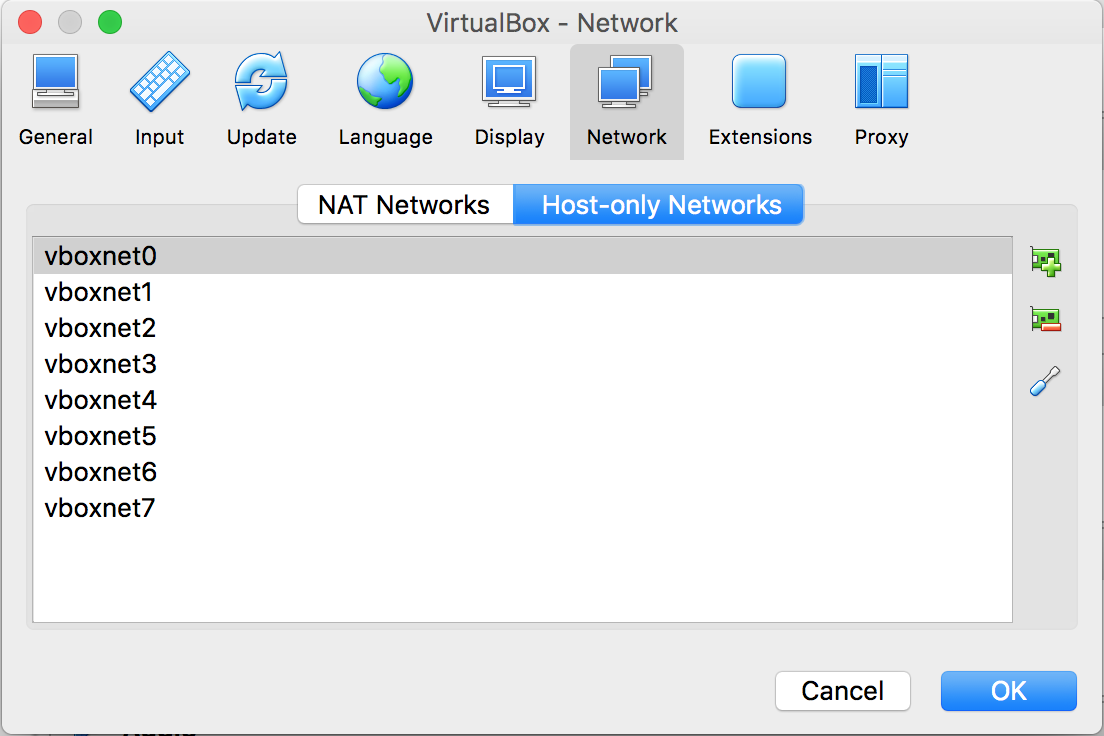 VirtualBox - Network
General Input Update Language Display Network Extensions Proxy
NAT Networks Host-only Networks
vboxnet0
vboxnet1
vboxnet2
vboxnet3
vboxnet4
vboxnet5
vboxnet6
vboxnet7
Cancel OK